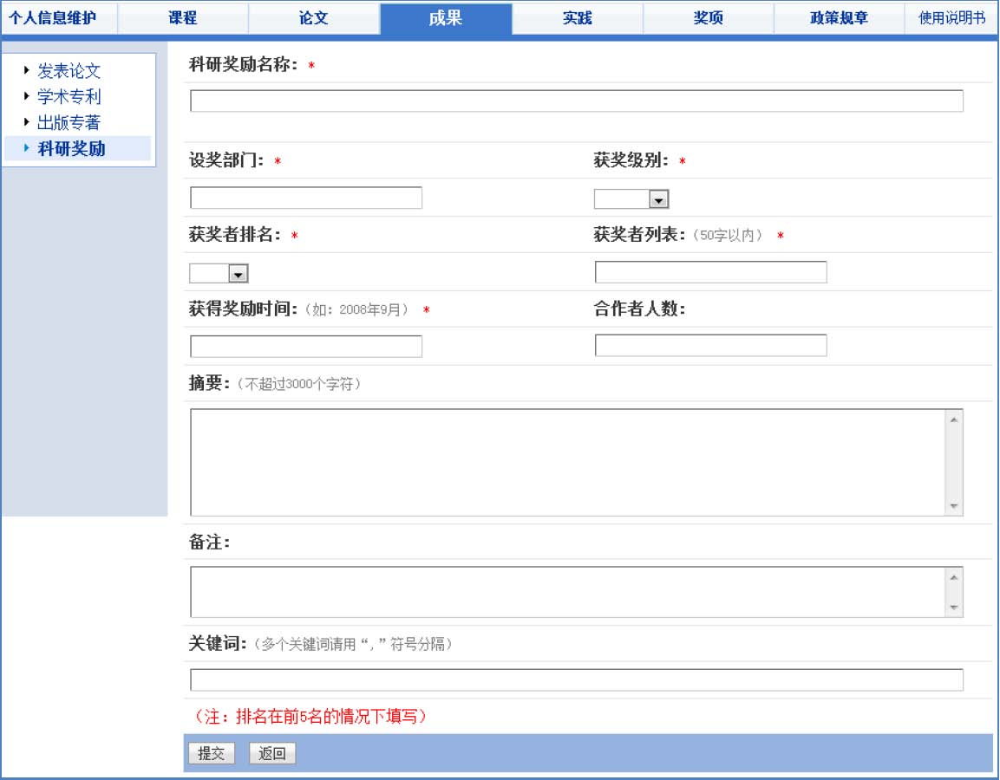 个人信息维护 课程 论文 成果 实践 奖项 政策规章 使用说明书
发表论文
学术专利
出版专著
科研奖励
科研奖励名称： *
设奖部门： * 获奖级别： *
获奖者排名： * 获奖者列表：（50字以内） *
获得奖励时间：（如：2008年9月） * 合作者人数：
摘要：（不超过3000个字符）
备注：
关键词：（多个关键词请用“，”符号分隔）
（注：排名在前5名的情况下填写）
提交 返回